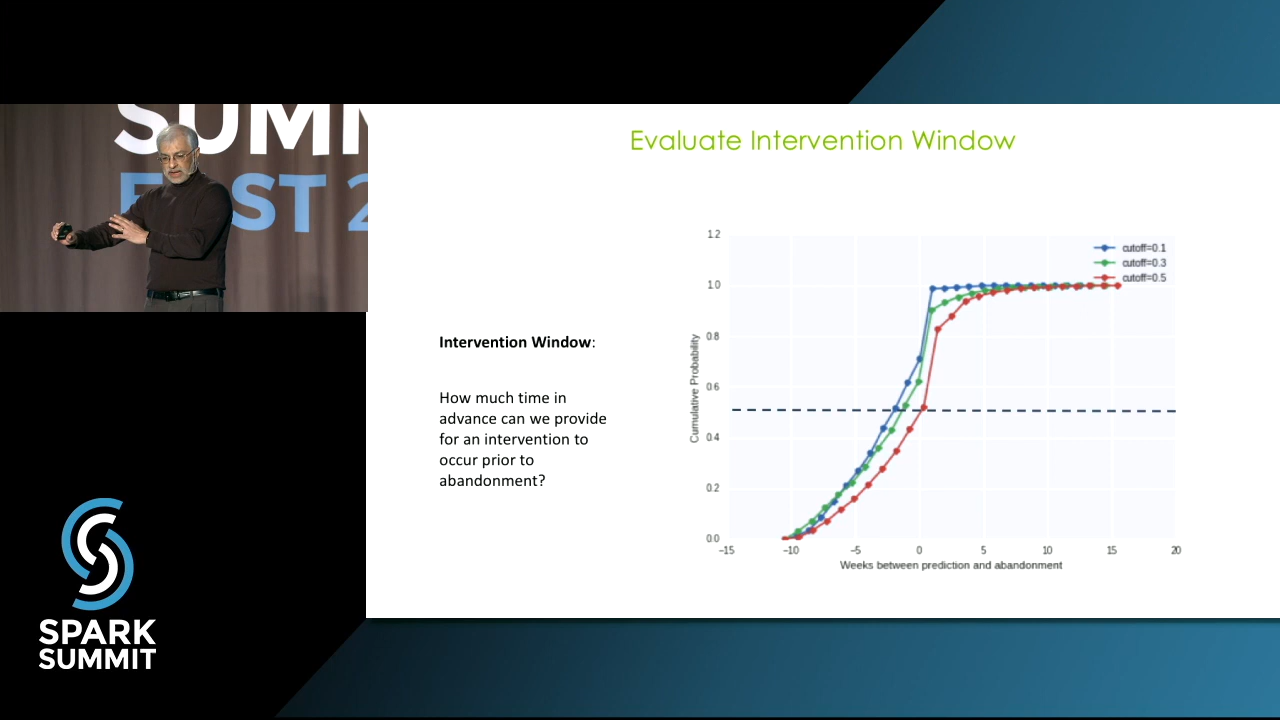 SUMM
EAST 2
Evaluate Intervention Window
Intervention Window:
How much time in
advance can we provide
for an intervention to
occur prior to
abandonment?
1.2
1.0
0.8
0.6
0.4
0.2
0.0
Cumulative Probability
cutoff=0.1
cutoff=0.3
cutoff=0.5
−15
−10
−5
0
5
10
15
20
Weeks between prediction and abandonment
SPARK
SUMMIT